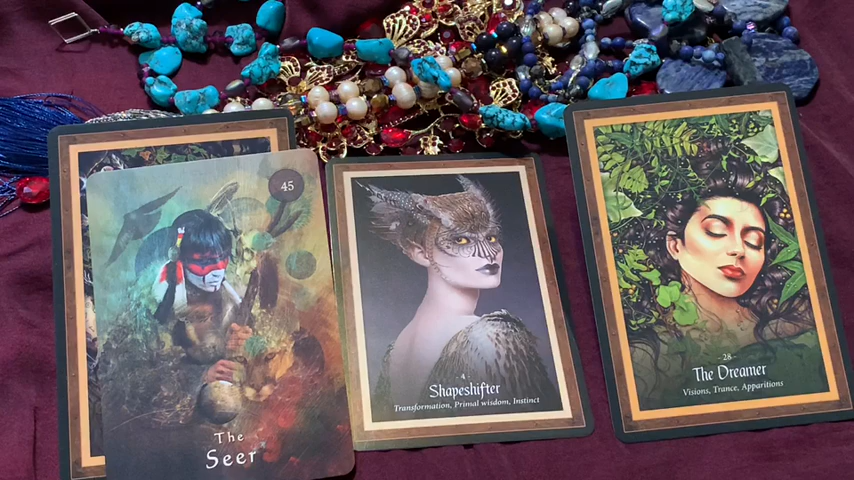 45
The
Seer
- 4 -
Shapeshifter
Transformation, Primal wisdom, Instinct
- 28 -
The Dreamer
Visions, Trance, Apparitions